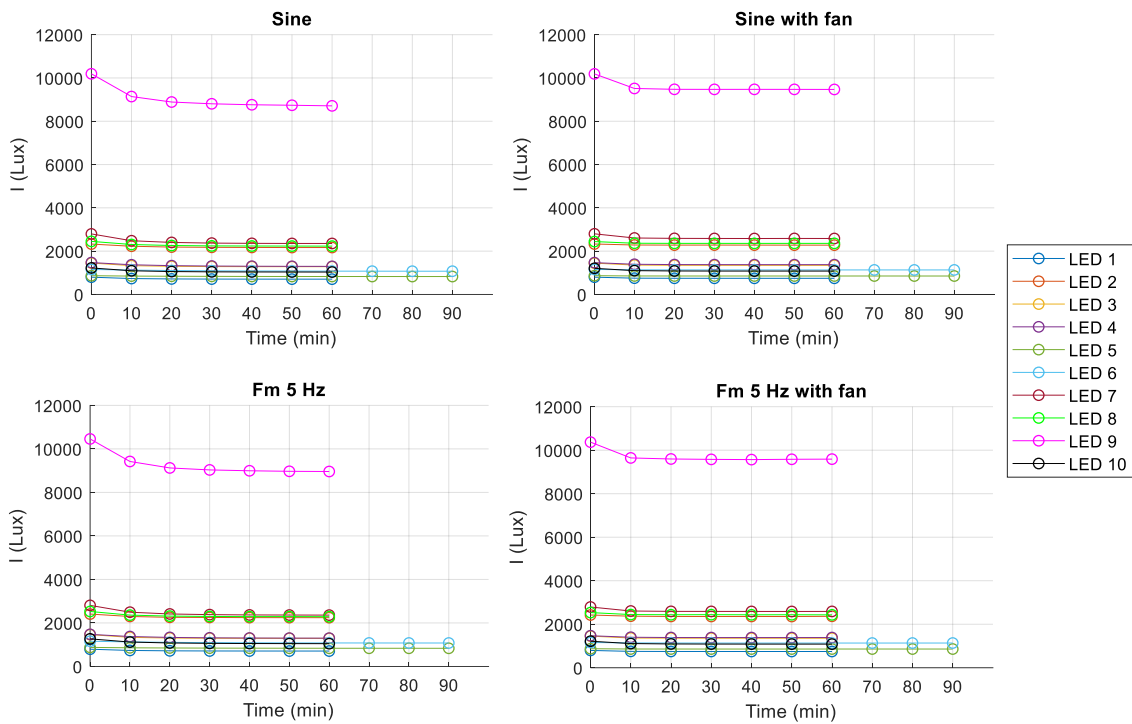 Sine
12000
10000
8000
6000
4000
2000
0
I (Lux)
0 10 20 30 40 50 60 70 80 90
Time (min)
Sine with fan
12000
10000
8000
6000
4000
2000
0
I (Lux)
0 10 20 30 40 50 60 70 80 90
Time (min)
Fm 5 Hz
12000
10000
8000
6000
4000
2000
0
I (Lux)
0 10 20 30 40 50 60 70 80 90
Time (min)
Fm 5 Hz with fan
12000
10000
8000
6000
4000
2000
0
I (Lux)
0 10 20 30 40 50 60 70 80 90
Time (min)
LED 1
LED 2
LED 3
LED 4
LED 5
LED 6
LED 7
LED 8
LED 9
LED 10